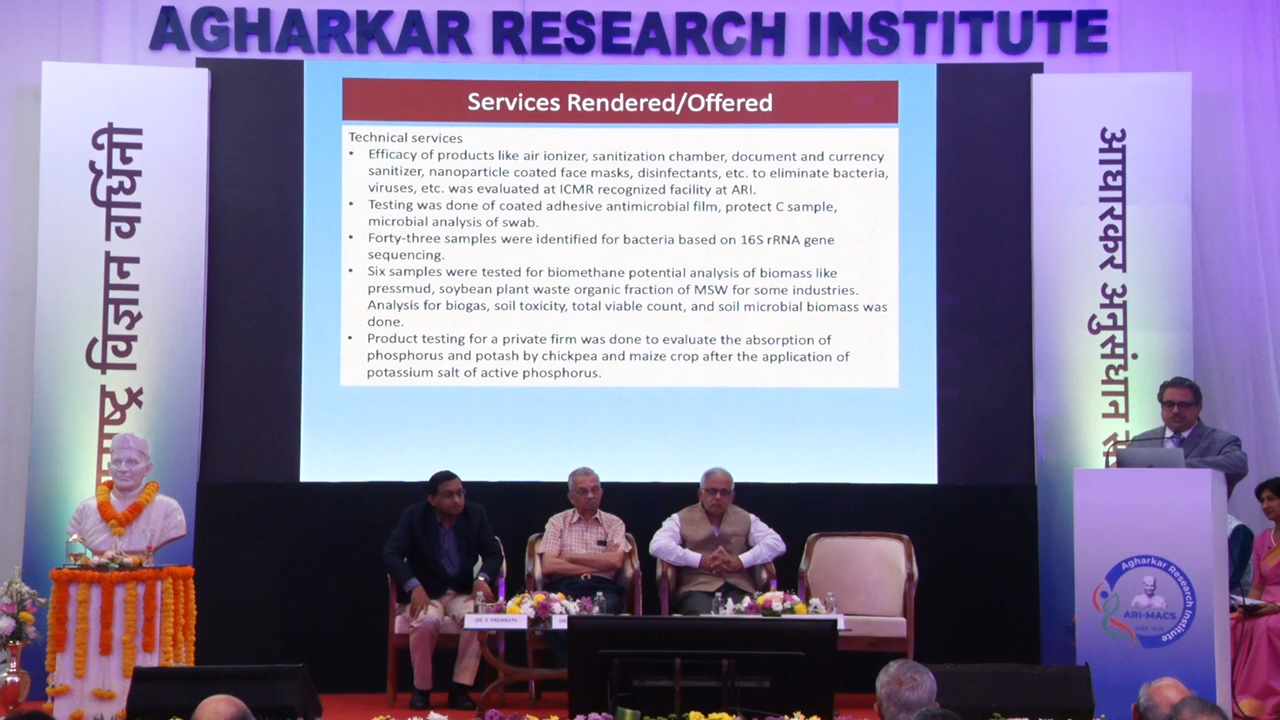 AGHARKAR RESEARCH INSTITUTE
महाराष्ट्र विज्ञान वर्धिनी
Services Rendered/Offered
Technical services
• Efficacy of products like air ionizer, sanitization chamber, document and currency
sanitizer, nanoparticle coated face masks, disinfectants, etc. to eliminate bacteria,
viruses, etc. was evaluated at ICMR recognized facility at ARI.
• Testing was done of coated adhesive antimicrobial film, protect C sample,
microbial analysis of swab.
• Forty-three samples were identified for bacteria based on 16S rRNA gene
sequencing.
• Six samples were tested for biomethane potential analysis of biomass like
pressmud, soybean plant waste organic fraction of MSW for some industries.
Analysis for biogas, soil toxicity, total viable count, and soil microbial biomass was
done.
• Product testing for a private firm was done to evaluate the absorption of
phosphorus and potash by chickpea and maize crop after the application of
potassium salt of active phosphorus.
आघारकर अनुसंधान
DR. V. PREMNATH
Agharkar Research Institute
ARI-MACS